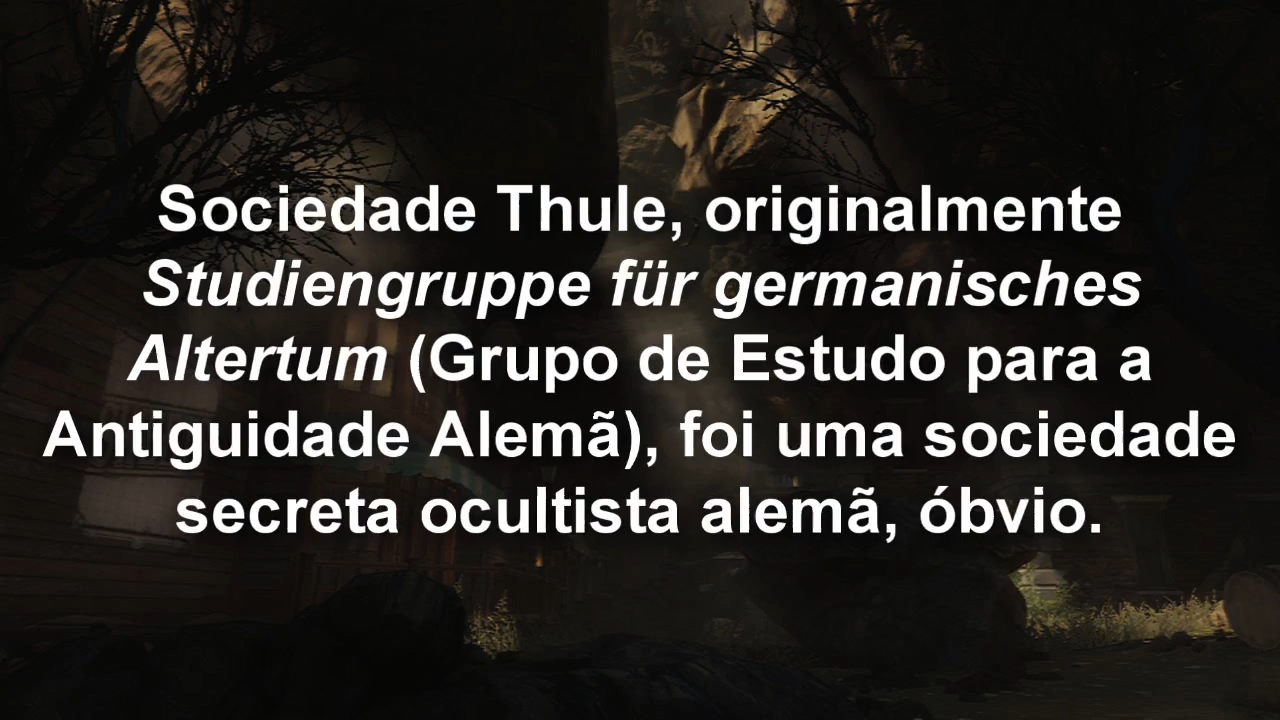 Sociedade Thule, originalmente
Studiengruppe für germanisches
Altertum (Grupo de Estudo para a
Antiguidade Alemã), foi uma sociedade
secreta ocultista alemã, óbvio.